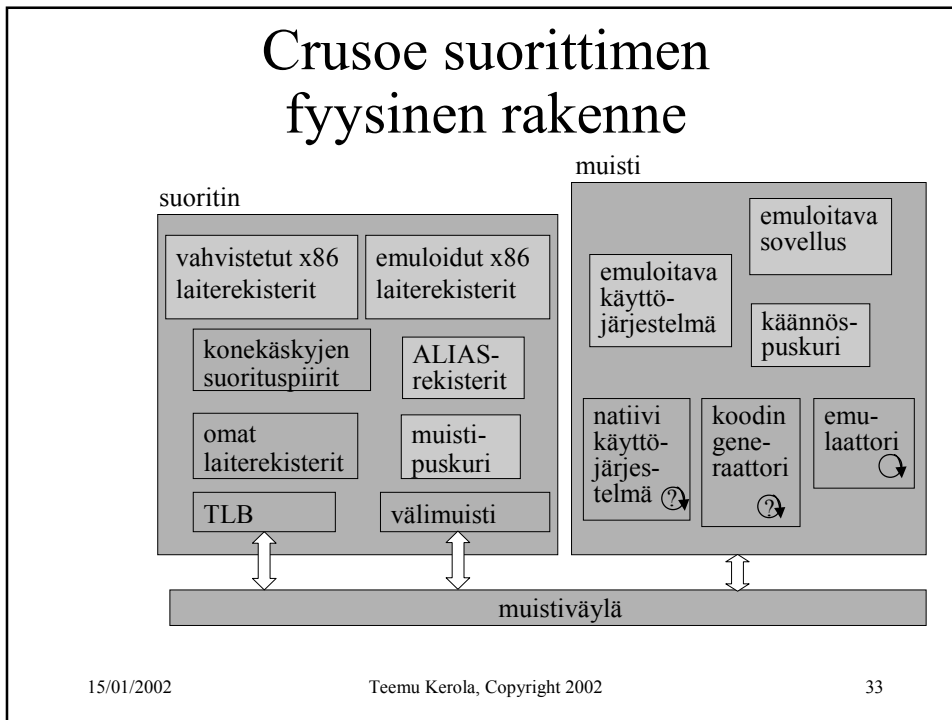 Crusoe suorittimen
fyysinen rakenne
suoritin
vahvistetut x86
laiterekisterit
emuloidut x86
laiterekisterit
konekäskyjen
suorituspiirit
ALIAS-
rekisterit
omat
laiterekisterit
muisti-
puskuri
TLB
välimuisti
muisti
emuloitava
sovellus
emuloitava
käyttö-
järjestelmä
käännös-
puskuri
natiivi
käyttö-
järjes-
telmä
?
koodin
gene-
raattori
?
emu-
laattori
muistiväylä
15/01/2002
Teemu Kerola, Copyright 2002
33